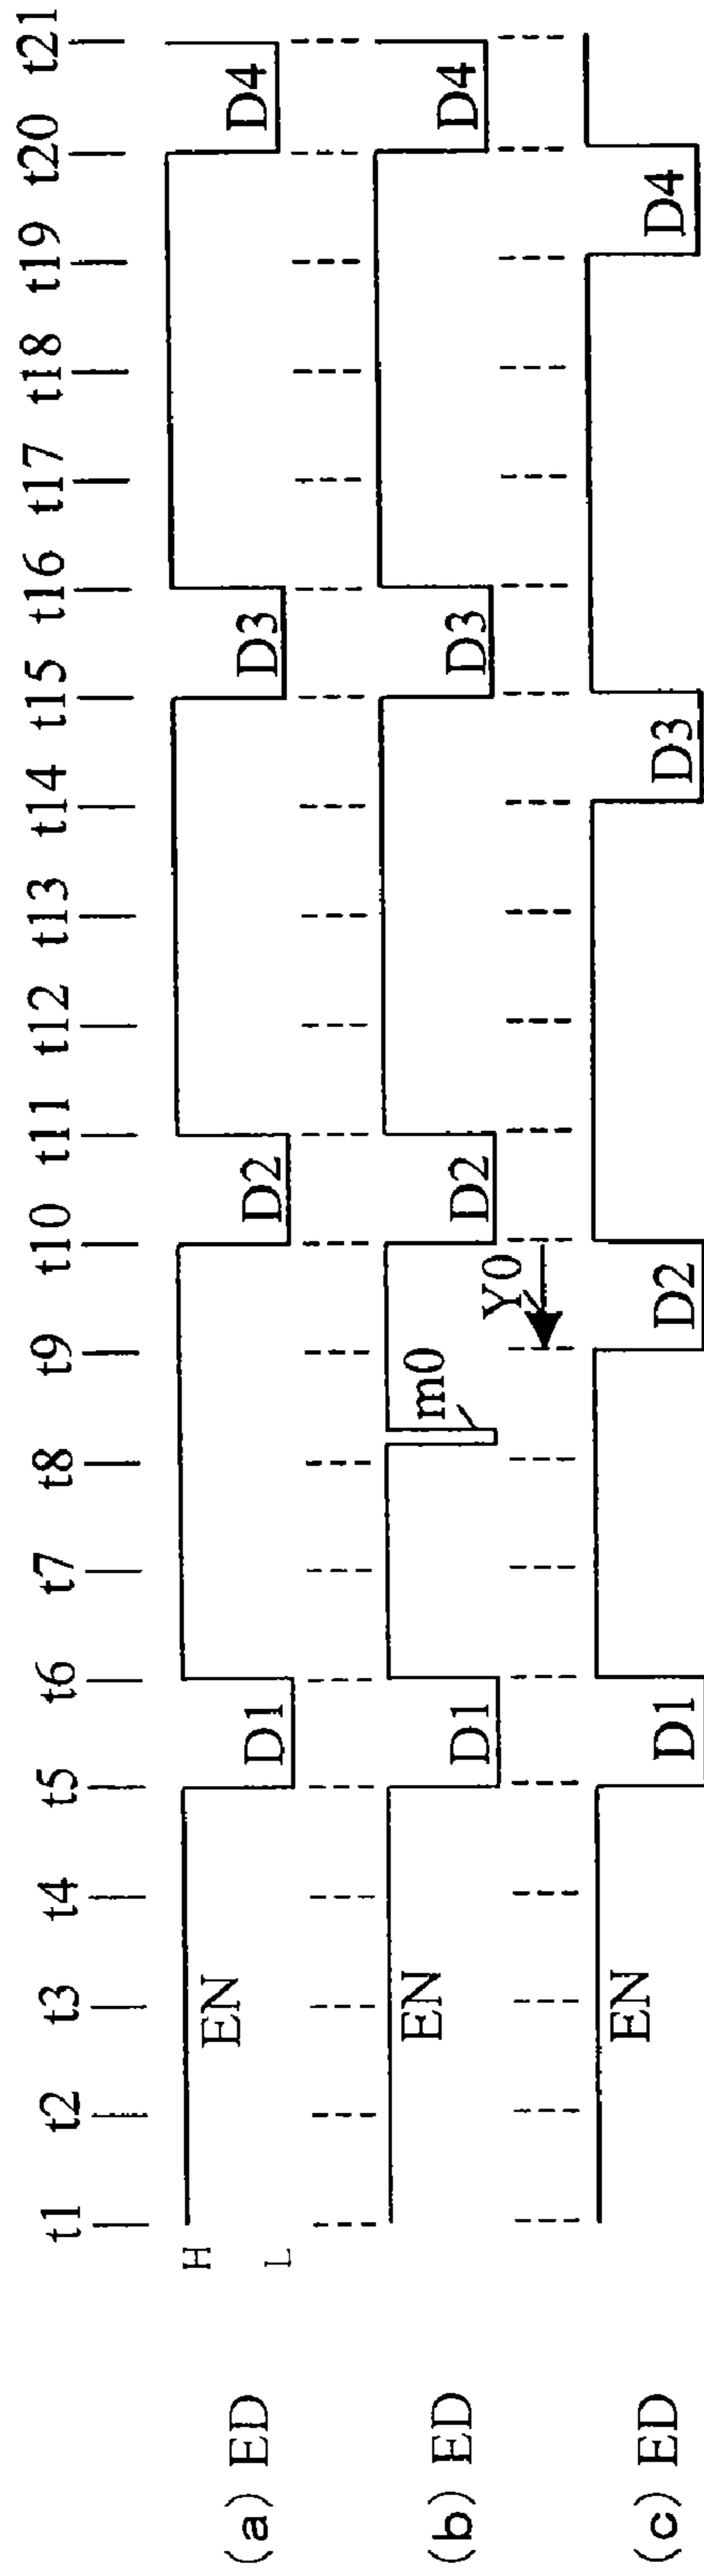 t1 t2 t3 t4 t5 t6 t7 t8 t9 t10 t11 t12 t13 t14 t15 t16 t17 t18 t19 t20 t21
H
(a) ED EN D1 D2 D3 D4
L
(b) ED EN D1 m0 D2 D3 D4
Y0
(c) ED EN D1 D2 D3 D4